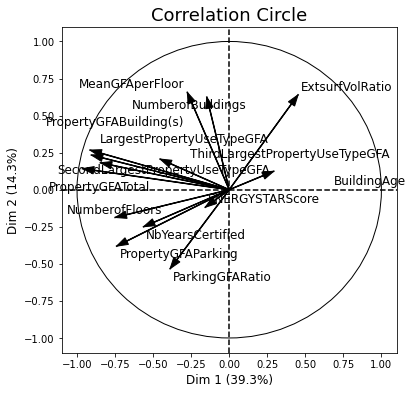 Correlation Circle
1.00
MeanGFAperFloor
ExtsurfVolRatio
0.75
NumberofBuildings
0.50
PropertyGFABuilding(s)
LargestPropertyUseTypeGFA
0.25
ThirdLargestPropertyUseTypeGFA
SecondLargestPropertyUseTypeGFA
BuildingAge
PropertyGFATotal
0.00
ENERGYSTARScore
NumberofFloors
−0.25
NbYearsCertified
PropertyGFAParking
−0.50
ParkingGFARatio
−0.75
−1.00
−1.00 −0.75 −0.50 −0.25 0.00 0.25 0.50 0.75 1.00
Dim 1 (39.3%)
Dim 2 (14.3%)